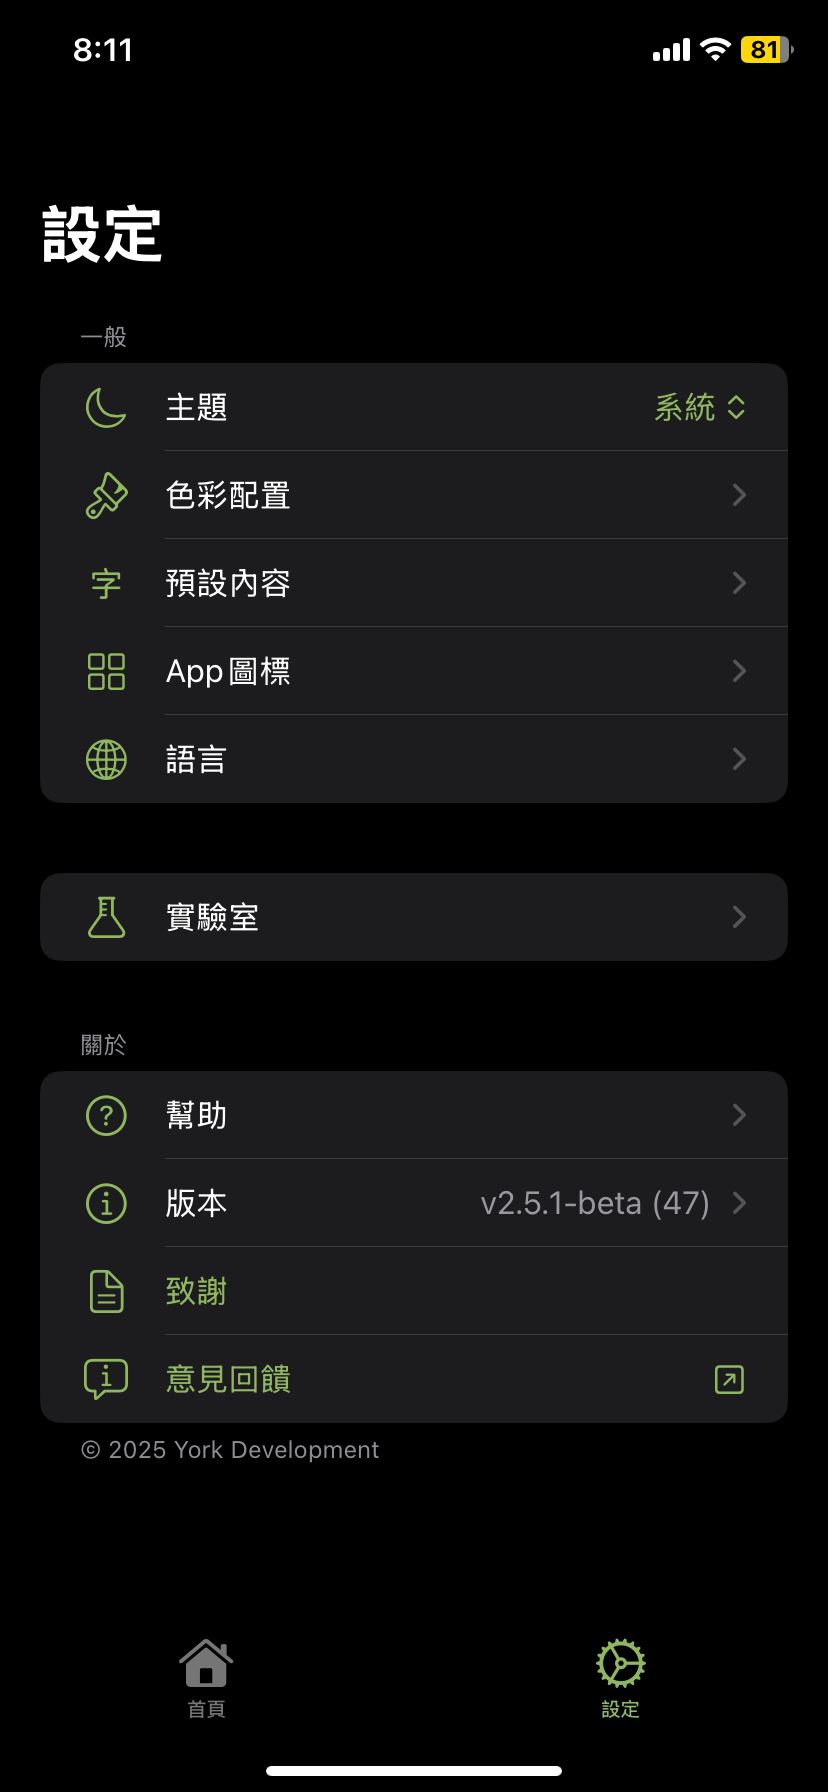 8:11
81
設定
一般
主題
系統
色彩配置
字
預設內容
App圖標
語言
實驗室
關於
幫助
版本
v2.5.1-beta (47)
致謝
意見回饋
© 2025 York Development
首頁
設定